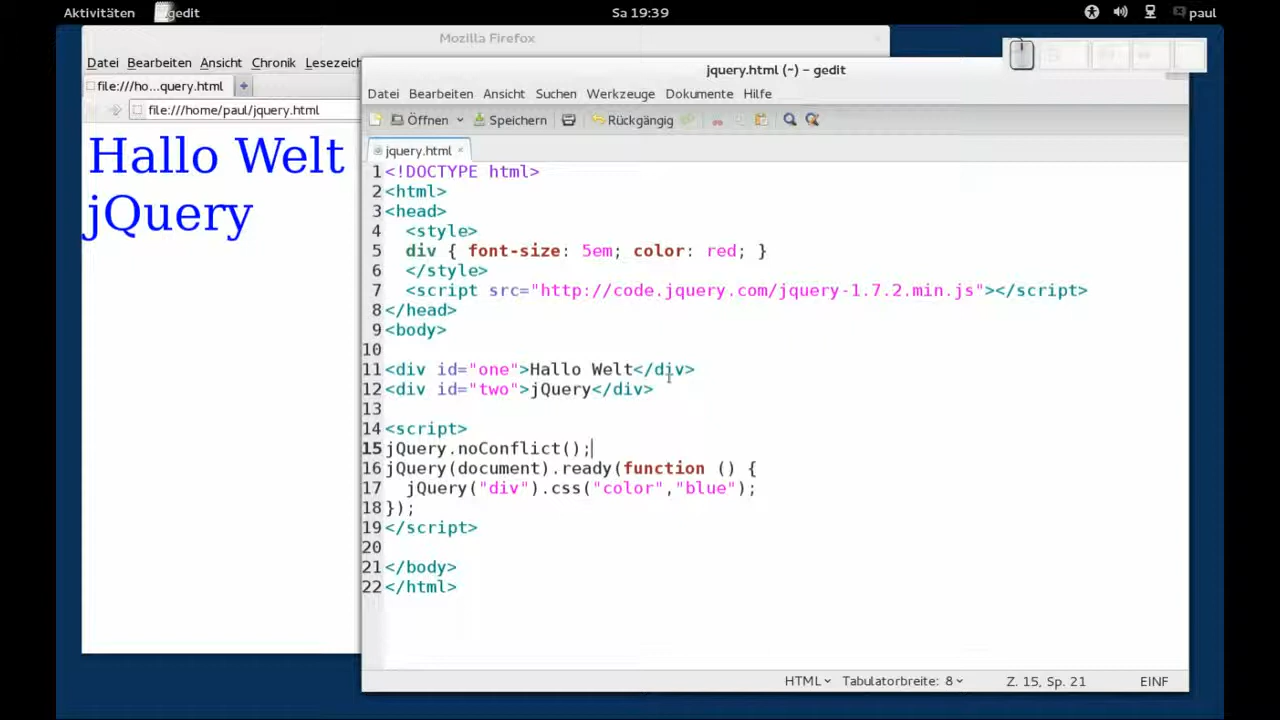 Aktivitäten gedit Sa 19:39 paul
Mozilla Firefox
Datei Bearbeiten Ansicht Chronik Lesezeich
file:///ho...query.html
file:///home/paul/jquery.html
Hallo Welt
jQuery
jquery.html (~) - gedit
Datei Bearbeiten Ansicht Suchen Werkzeuge Dokumente Hilfe
Öffnen Speichern Rückgängig
jquery.html
1 <!DOCTYPE html>
2 <html>
3 <head>
4   <style>
5   div { font-size: 5em; color: red; }
6   </style>
7   <script src="http://code.jquery.com/jquery-1.7.2.min.js"></script>
8 </head>
9 <body>
10
11 <div id="one">Hallo Welt</div>
12 <div id="two">jQuery</div>
13
14 <script>
15 jQuery.noConflict();
16 jQuery(document).ready(function () {
17   jQuery("div").css("color","blue");
18 });
19 </script>
20
21 </body>
22 </html>
HTML Tabulatorbreite: 8 Z. 15, Sp. 21 EINF